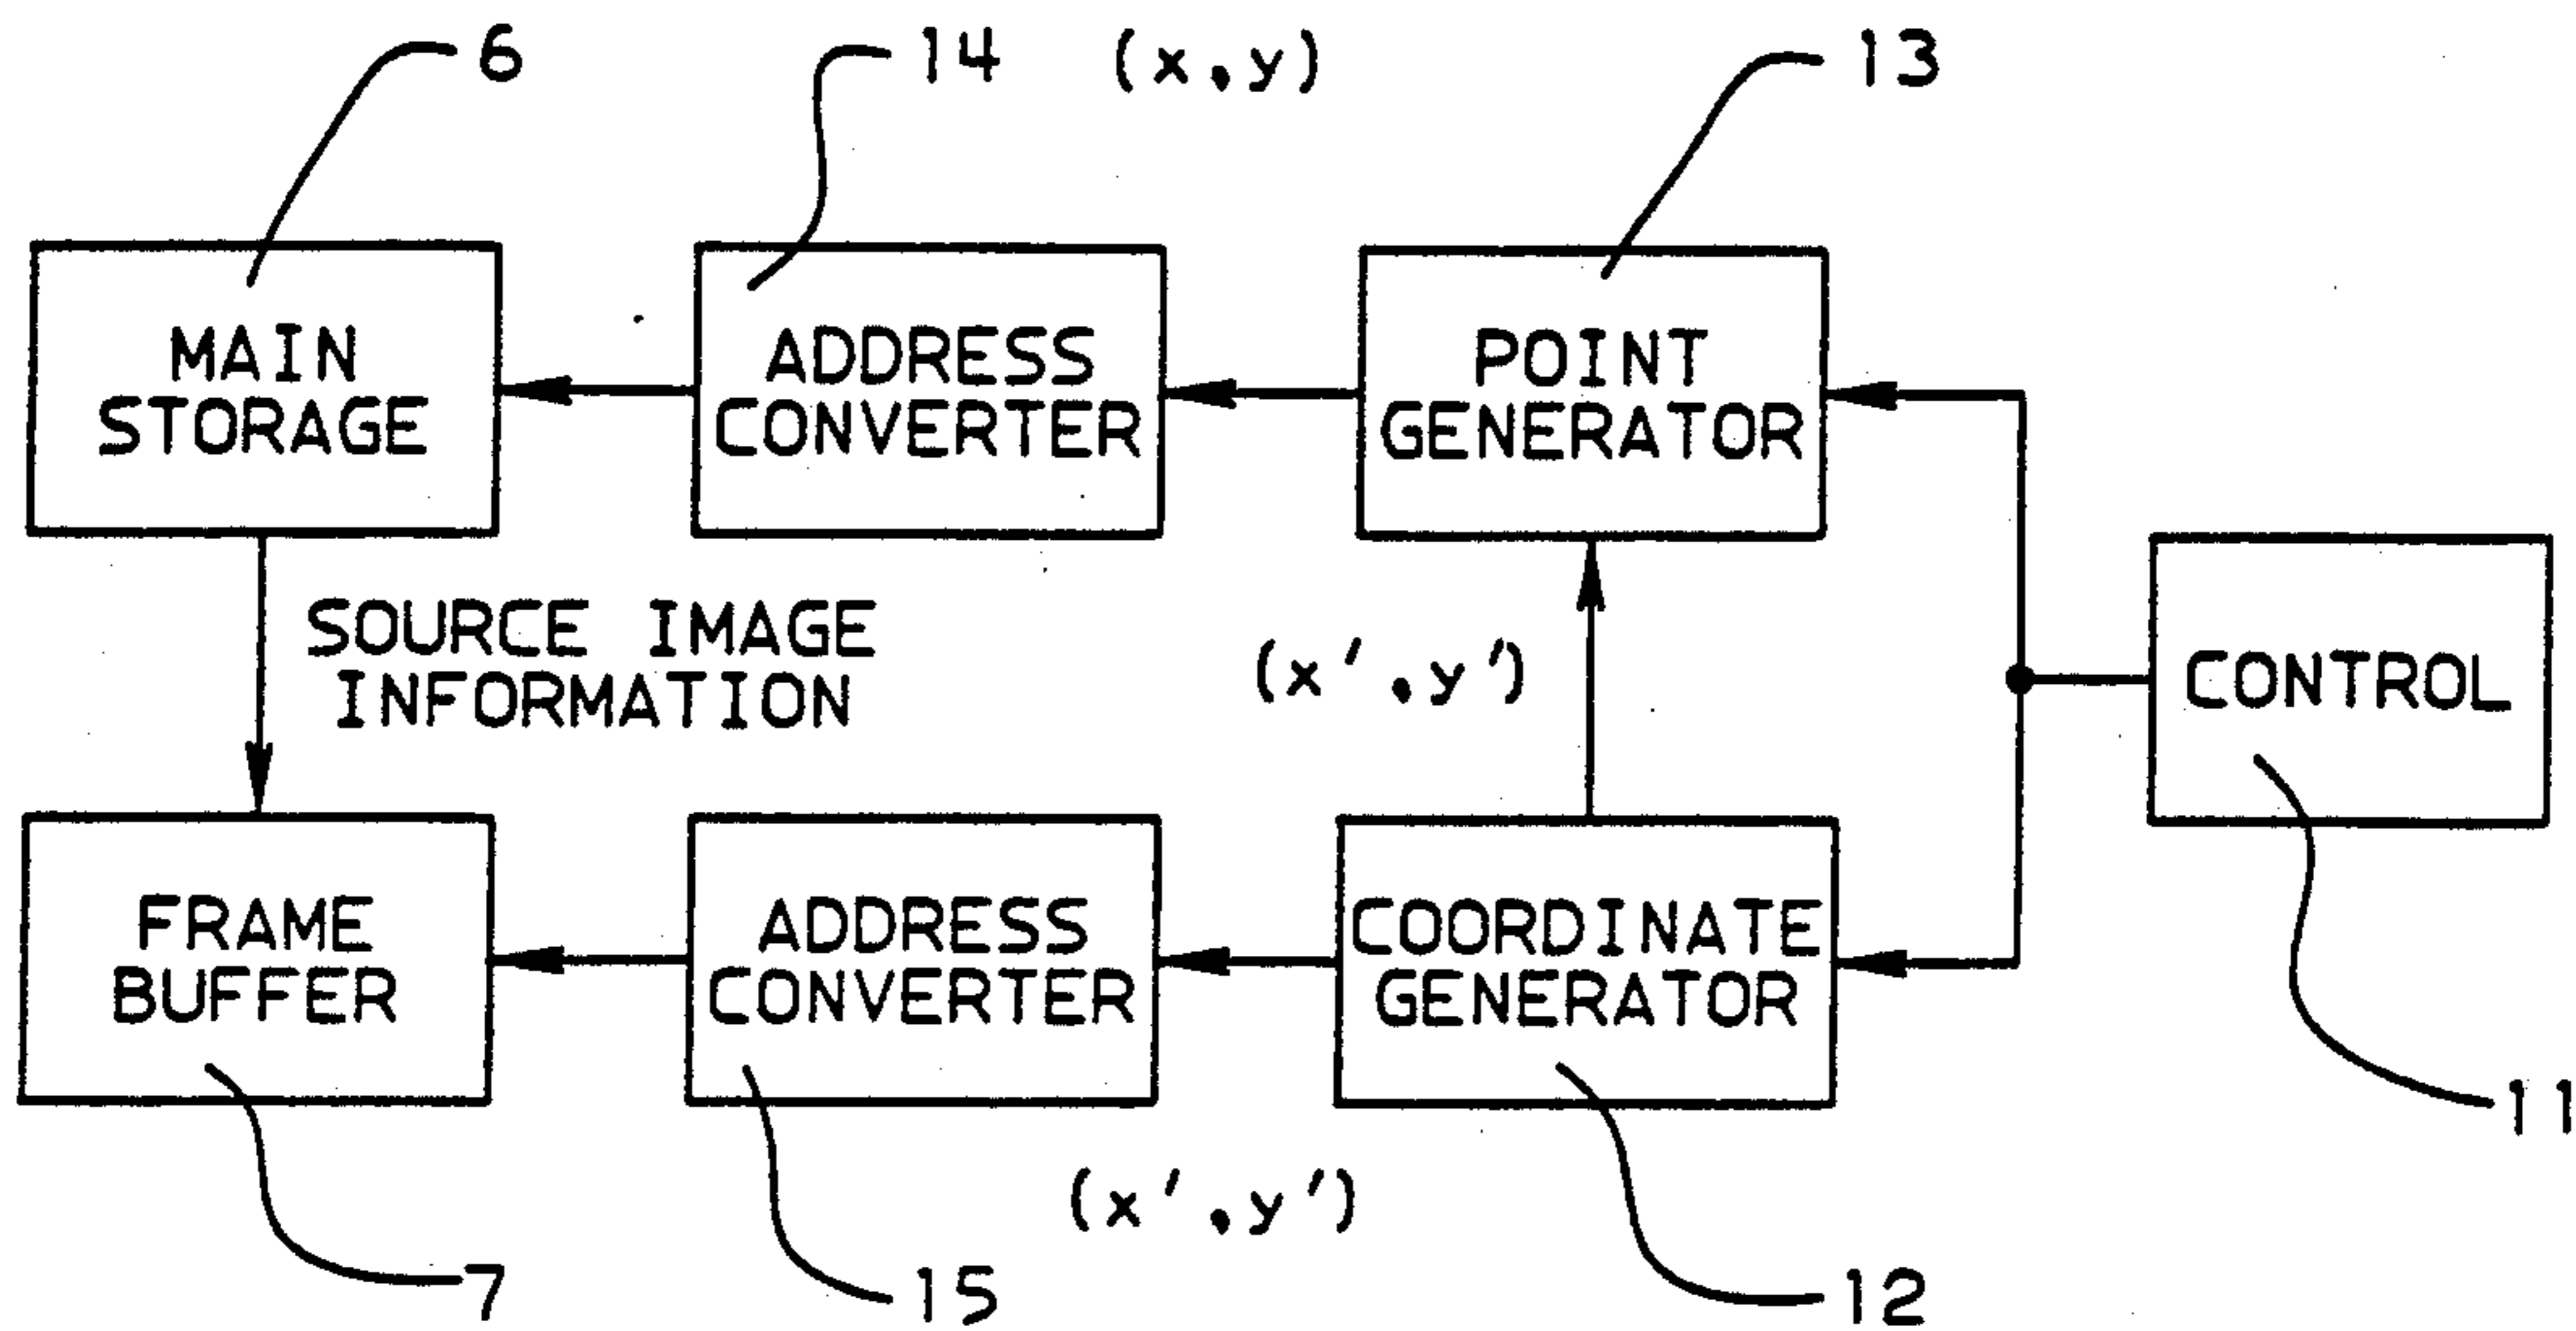 6
14
(x,y)
13
MAIN
STORAGE
ADDRESS
CONVERTER
POINT
GENERATOR
SOURCE IMAGE
INFORMATION
(x',y')
CONTROL
FRAME
BUFFER
ADDRESS
CONVERTER
COORDINATE
GENERATOR
11
(x',y')
7
15
12